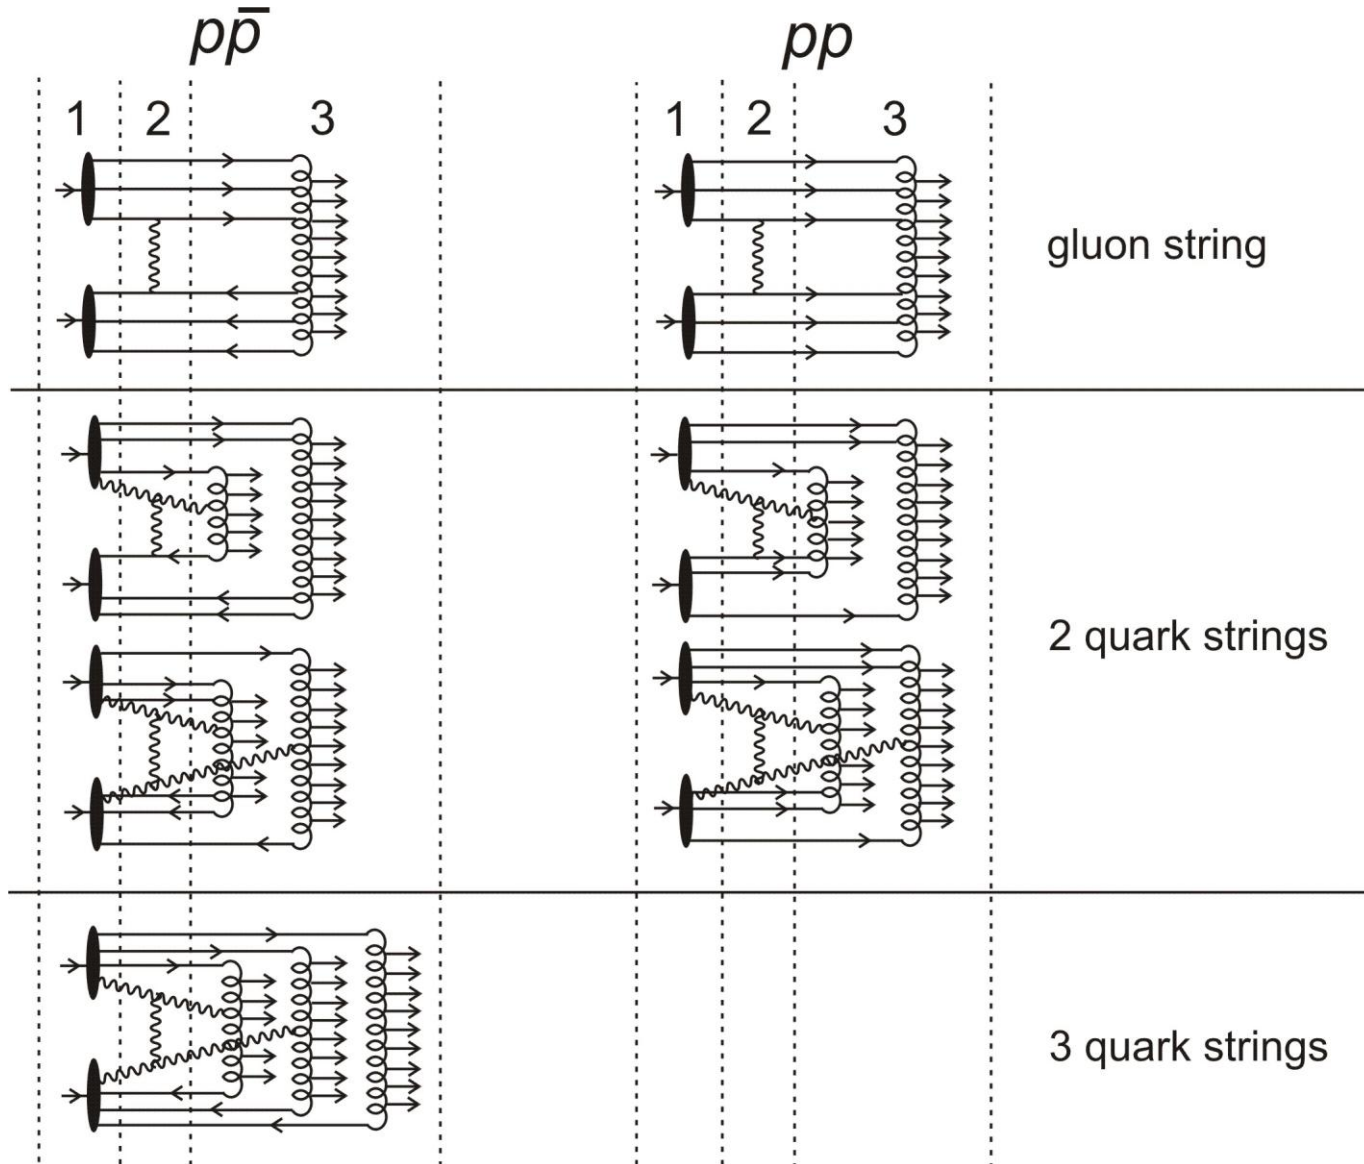 pp̅ pp
1 2 3 1 2 3
gluon string
2 quark strings
3 quark strings